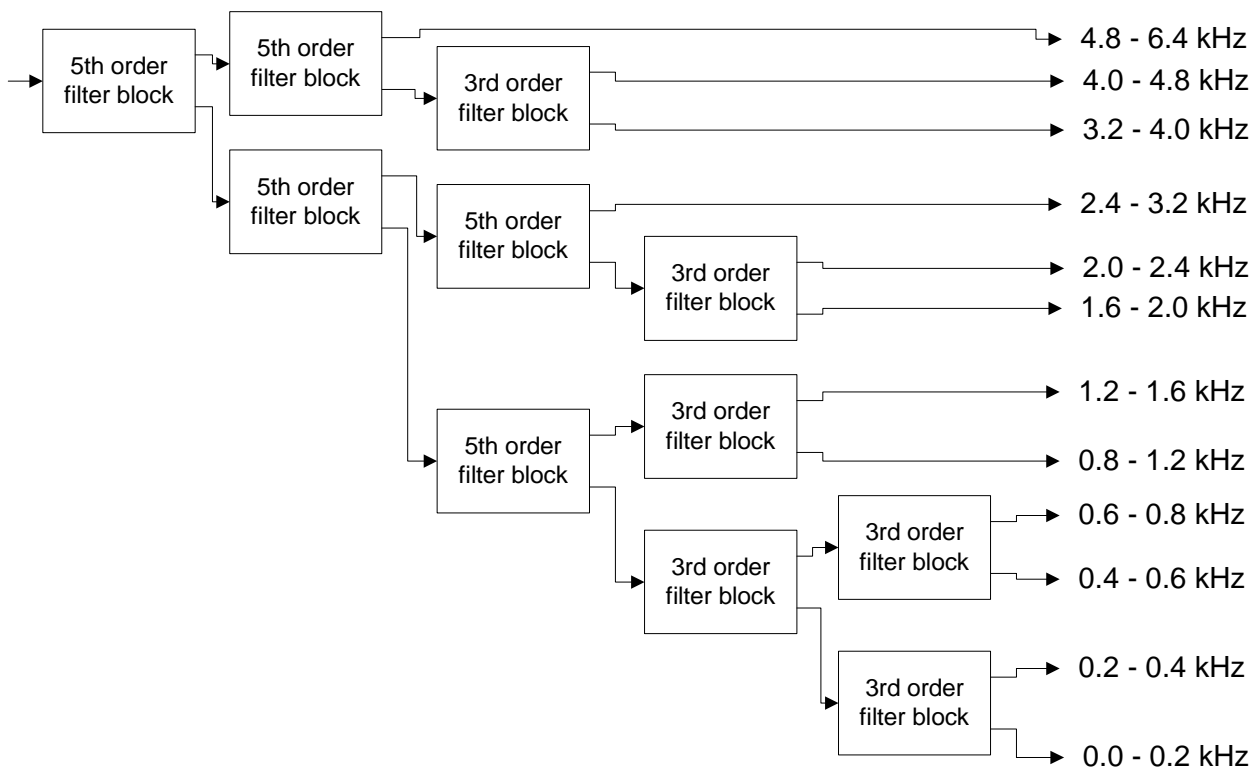 5th order
filter block
5th order
filter block
3rd order
filter block
4.8 - 6.4 kHz
4.0 - 4.8 kHz
3.2 - 4.0 kHz
5th order
filter block
5th order
filter block
3rd order
filter block
2.4 - 3.2 kHz
2.0 - 2.4 kHz
1.6 - 2.0 kHz
5th order
filter block
3rd order
filter block
1.2 - 1.6 kHz
0.8 - 1.2 kHz
3rd order
filter block
3rd order
filter block
0.6 - 0.8 kHz
0.4 - 0.6 kHz
3rd order
filter block
0.2 - 0.4 kHz
0.0 - 0.2 kHz